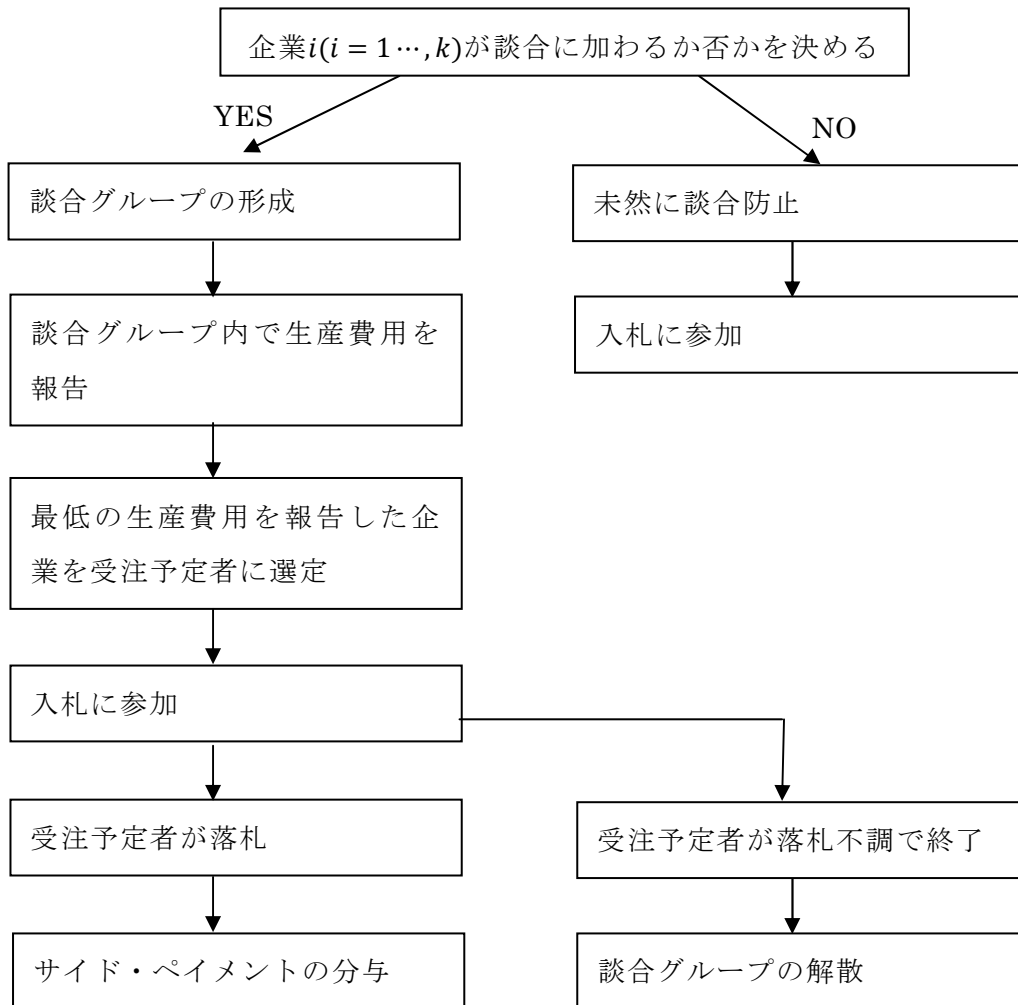 企業i(i = 1 ⋯, k)が談合に加わるか否かを決める
YES
NO
談合グループの形成
未然に談合防止
談合グループ内で生産費用を
報告
入札に参加
最低の生産費用を報告した企
業を受注予定者に選定
入札に参加
受注予定者が落札
受注予定者が落札不調で終了
サイド・ペイメントの分与
談合グループの解散